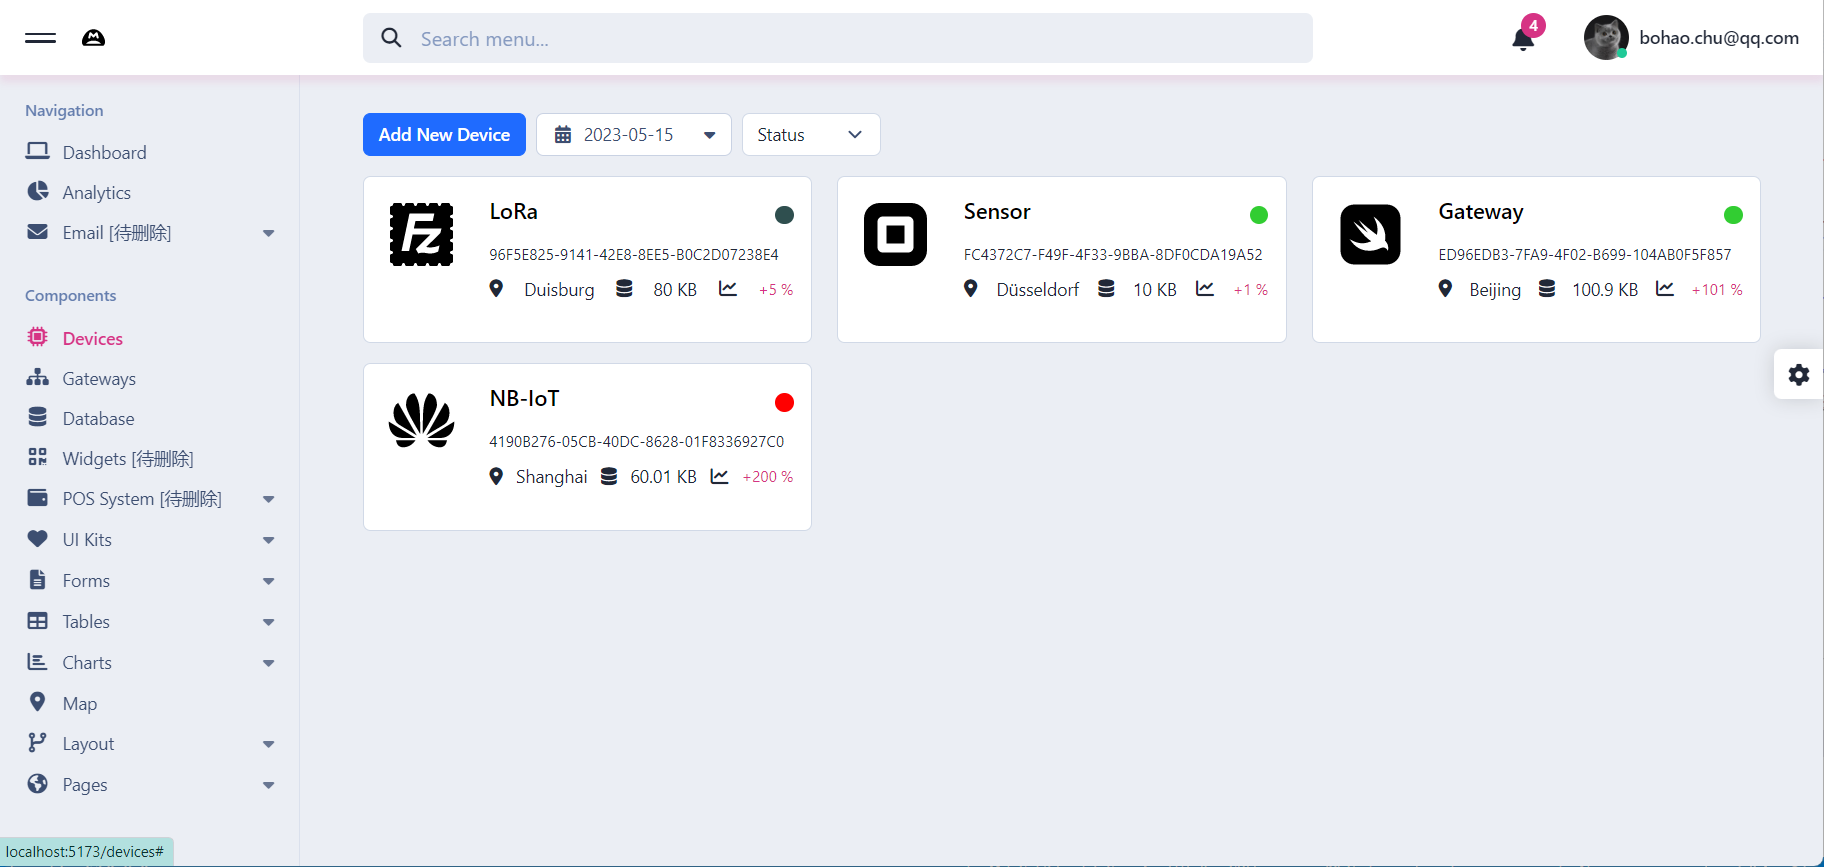 Search menu...
4
bohao.chu@qq.com
Navigation
Dashboard
Analytics
Email [待删除]
Components
Devices
Gateways
Database
Widgets [待删除]
POS System [待删除]
UI Kits
Forms
Tables
Charts
Map
Layout
Pages
Add New Device
2023-05-15
Status
LoRa
96F5E825-9141-42E8-8EE5-B0C2D07238E4
Duisburg 80 KB +5 %
Sensor
FC4372C7-F49F-4F33-9BBA-8DF0CDA19A52
Düsseldorf 10 KB +1 %
Gateway
ED96EDB3-7FA9-4F02-B699-104AB0F5F857
Beijing 100.9 KB +101 %
NB-IoT
4190B276-05CB-40DC-8628-01F8336927C0
Shanghai 60.01 KB +200 %
localhost:5173/devices#